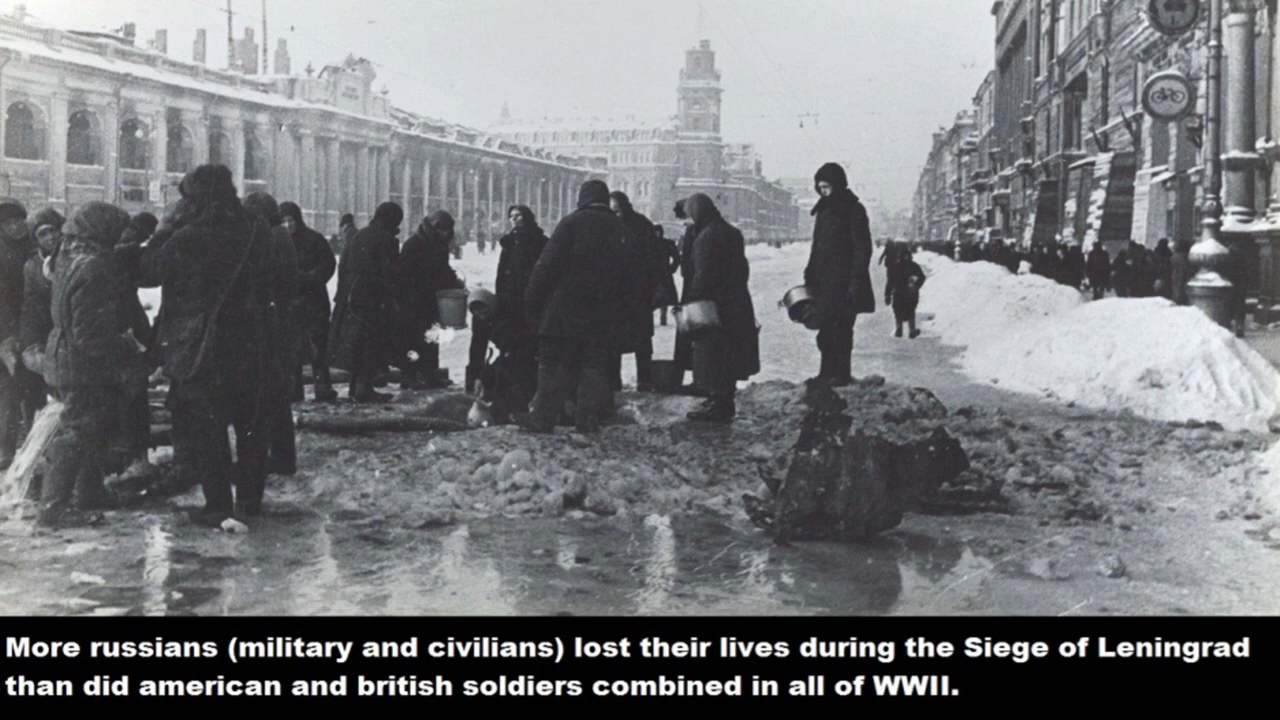 More russians (military and civilians) lost their lives during the Siege of Leningrad
than did american and british soldiers combined in all of WWII.